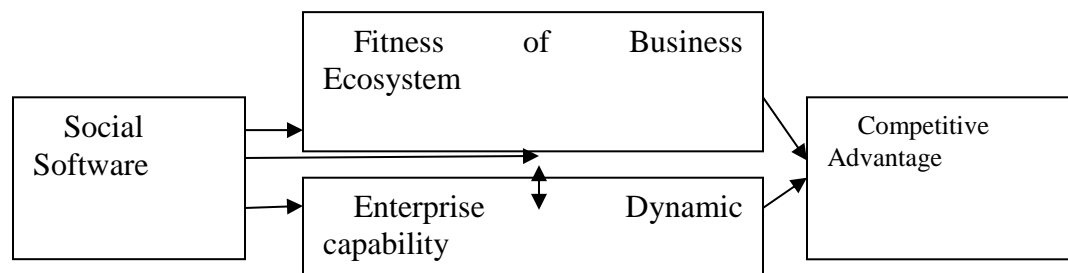 Fitness of Business
Ecosystem
Social
Software
Competitive
Advantage
Enterprise Dynamic
capability